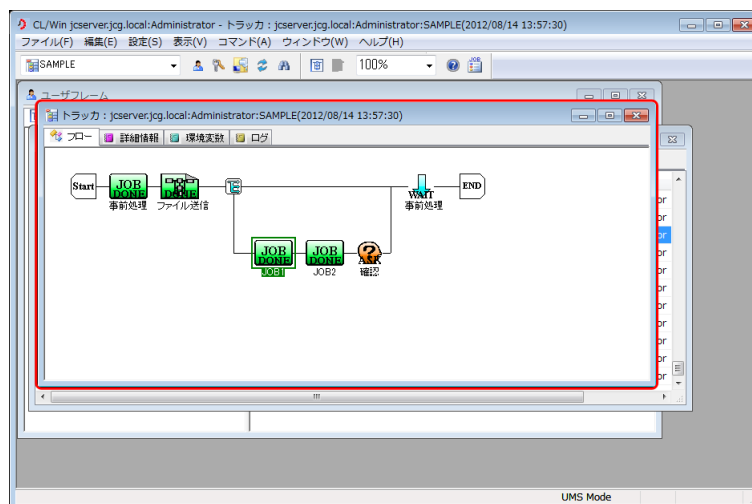 CL/Win jcserver.jcg.local:Administrator - トラッカ : jcserver.jcg.local:Administrator:SAMPLE(2012/08/14 13:57:30)
ファイル(F) 編集(E) 設定(S) 表示(V) コマンド(A) ウィンドウ(W) ヘルプ(H)
SAMPLE 100% JOB
ユーザフレーム
トラッカ : jcserver.jcg.local:Administrator:SAMPLE(2012/08/14 13:57:30)
フロー 詳細情報 環境変数 ログ
Start JOB DONE DONE WAIT END
事前処理 ファイル送信 事前処理
JOB DONE JOB DONE ASK
JOB1 JOB2 確認
or
or
or
or
or
or
or
or
or
or
or
UMS Mode